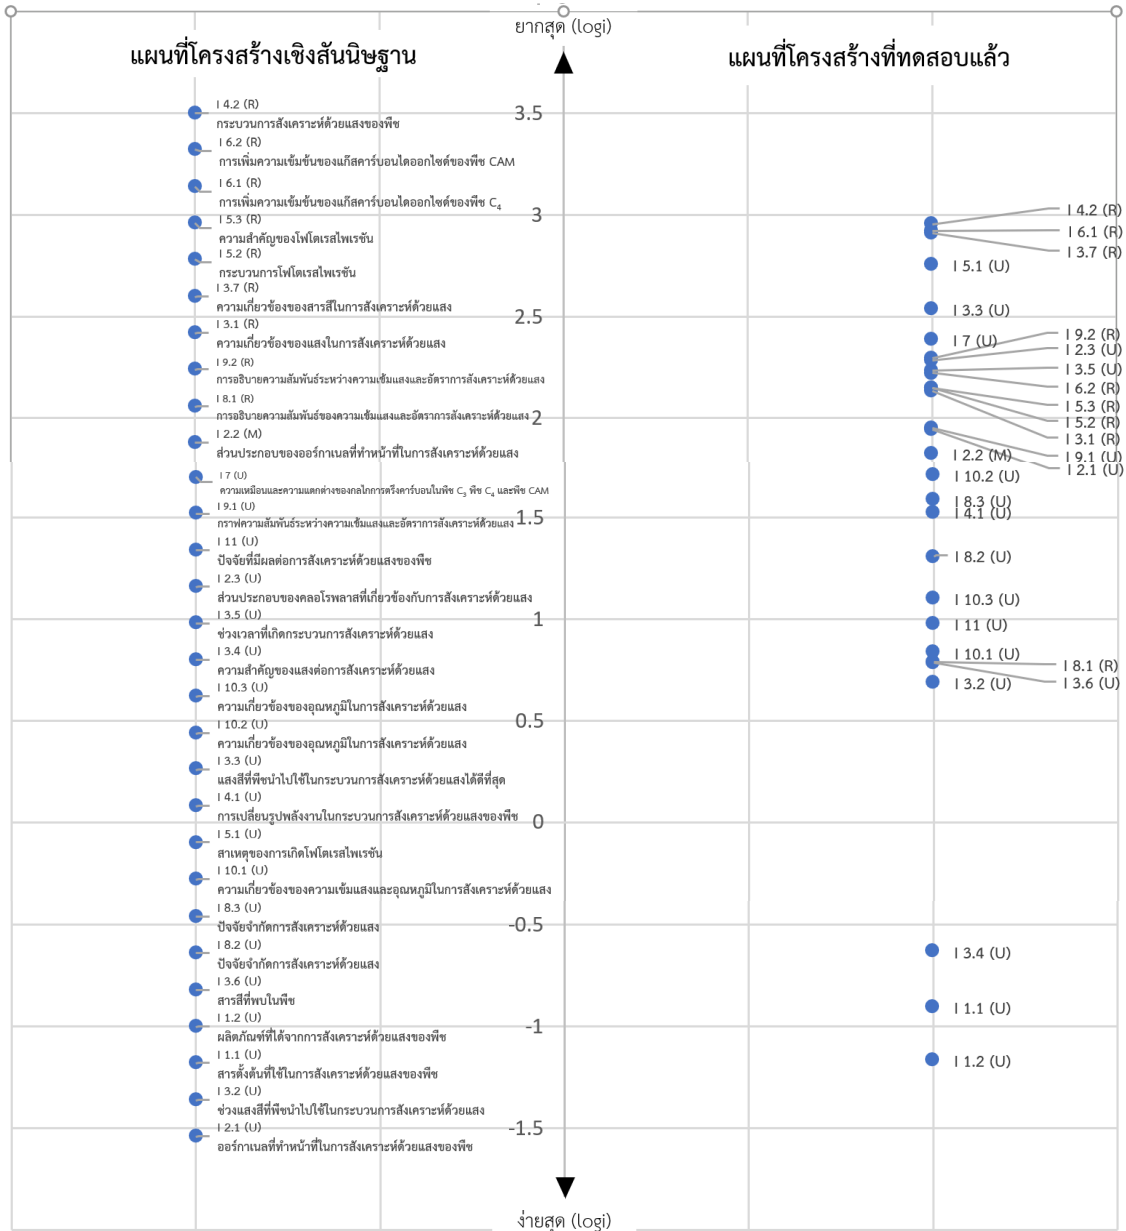 ยากสุด (logi)
แผนที่โครงสร้างเชิงสันนิษฐาน
แผนที่โครงสร้างที่ทดสอบแล้ว
I 4.2 (R)
กระบวนการสังเคราะห์ด้วยแสงของพืช
I 6.2 (R)
การเพิ่มความเข้มข้นของแก๊สคาร์บอนไดออกไซด์ของพืช CAM
I 6.1 (R)
การเพิ่มความเข้มข้นของแก๊สคาร์บอนไดออกไซด์ของพืช C₄
I 5.3 (R)
ความสำคัญของโฟโตเรสไพเรชัน
I 5.2 (R)
กระบวนการโฟโตเรสไพเรชัน
I 3.7 (R)
ความเกี่ยวข้องของสารสีในการสังเคราะห์ด้วยแสง
I 3.1 (R)
ความเกี่ยวข้องของแสงในการสังเคราะห์ด้วยแสง
I 9.2 (R)
การอธิบายความสัมพันธ์ระหว่างความเข้มแสงและอัตราการสังเคราะห์ด้วยแสง
I 8.1 (R)
การอธิบายความสัมพันธ์ของความเข้มแสงและอัตราการสังเคราะห์ด้วยแสง
I 2.2 (M)
ส่วนประกอบของออร์กาเนลที่ทำหน้าที่ในการสังเคราะห์ด้วยแสง
I 7 (U)
ความเหมือนและความแตกต่างของกลไกการตรึงคาร์บอนในพืช C₃ พืช C₄ และพืช CAM
I 9.1 (U)
กราฟความสัมพันธ์ระหว่างความเข้มแสงและอัตราการสังเคราะห์ด้วยแสง
I 11 (U)
ปัจจัยที่มีผลต่อการสังเคราะห์ด้วยแสงของพืช
I 2.3 (U)
ส่วนประกอบของคลอโรพลาสที่เกี่ยวข้องกับการสังเคราะห์ด้วยแสง
I 3.5 (U)
ช่วงเวลาที่เกิดกระบวนการสังเคราะห์ด้วยแสง
I 3.4 (U)
ความสำคัญของแสงต่อการสังเคราะห์ด้วยแสง
I 10.3 (U)
ความเกี่ยวข้องของอุณหภูมิในการสังเคราะห์ด้วยแสง
I 10.2 (U)
ความเกี่ยวข้องของอุณหภูมิในการสังเคราะห์ด้วยแสง
I 3.3 (U)
แสงสีที่พืชนำไปใช้ในกระบวนการสังเคราะห์ด้วยแสงได้ดีที่สุด
I 4.1 (U)
การเปลี่ยนรูปพลังงานในกระบวนการสังเคราะห์ด้วยแสงของพืช
I 5.1 (U)
สาเหตุของการเกิดโฟโตเรสไพเรชัน
I 10.1 (U)
ความเกี่ยวข้องของความเข้มแสงและอุณหภูมิในการสังเคราะห์ด้วยแสง
I 8.3 (U)
ปัจจัยจำกัดการสังเคราะห์ด้วยแสง
I 8.2 (U)
ปัจจัยจำกัดการสังเคราะห์ด้วยแสง
I 3.6 (U)
สารสีที่พบในพืช
I 1.2 (U)
ผลิตภัณฑ์ที่ได้จากการสังเคราะห์ด้วยแสงของพืช
I 1.1 (U)
สารตั้งต้นที่ใช้ในการสังเคราะห์ด้วยแสงของพืช
I 3.2 (U)
ช่วงแสงสีที่พืชนำไปใช้ในกระบวนการสังเคราะห์ด้วยแสง
I 2.1 (U)
ออร์กาเนลที่ทำหน้าที่ในการสังเคราะห์ด้วยแสงของพืช
3.5
3
2.5
2
1.5
1
0.5
0
-0.5
-1
-1.5
I 4.2 (R)
I 6.1 (R)
I 3.7 (R)
I 5.1 (U)
I 3.3 (U)
I 7 (U)
I 9.2 (R)
I 2.3 (U)
I 3.5 (U)
I 6.2 (R)
I 5.3 (R)
I 5.2 (R)
I 3.1 (R)
I 9.1 (U)
I 2.1 (U)
I 2.2 (M)
I 10.2 (U)
I 8.3 (U)
I 4.1 (U)
I 8.2 (U)
I 10.3 (U)
I 11 (U)
I 10.1 (U)
I 8.1 (R)
I 3.6 (U)
I 3.2 (U)
I 3.4 (U)
I 1.1 (U)
I 1.2 (U)
ง่ายสุด (logi)